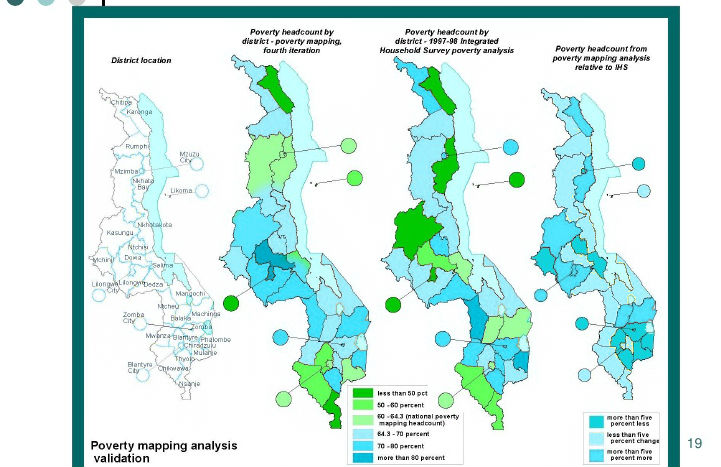 District location
Poverty headcount by
district - poverty mapping,
fourth iteration
Poverty headcount by
district - 1997-98 Integrated
Household Survey poverty analysis
Poverty headcount from
poverty mapping analysis
relative to IHS
Chitipa
Karonga
Rumphi
Mzuzu
City
Mzimba
Nkhata
Bay
Likoma
Nkhotakota
Kasungu
Ntchisi
Mchinji
Dowa
Salima
Lilongwe
City
Lilongwe
Dedza
Mangochi
Ntcheu
Machinga
Balaka
Zomba
City
Zomba
Mwanza
Blantyre
Phalombe
Chiradzulu
Mulanje
Thyolo
Blantyre
City
Chikwawa
Nsanje
less than 50 pct
50 -60 percent
60 -64.3 (national poverty
mapping headcount)
64.3 - 70 percent
70 - 80 percent
more than 80 percent
more than five
percent less
less than five
percent change
more than five
percent more
Poverty mapping analysis
validation
19